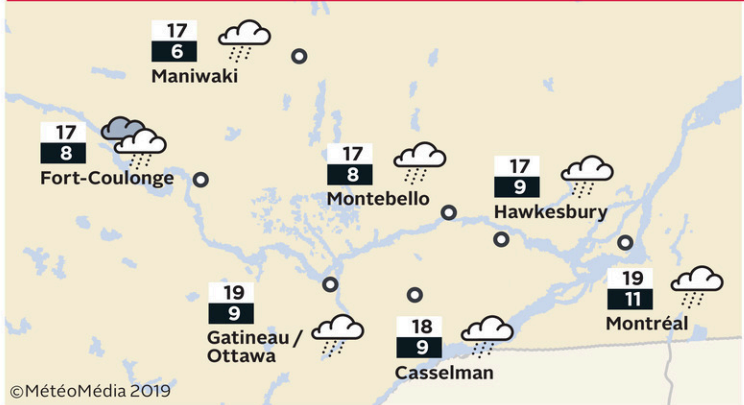 17
6
Maniwaki
17
8
Fort-Coulonge
17
8
Montebello
17
9
Hawkesbury
19
9
Gatineau /
Ottawa
18
9
Casselman
19
11
Montréal
©MétéoMédia 2019